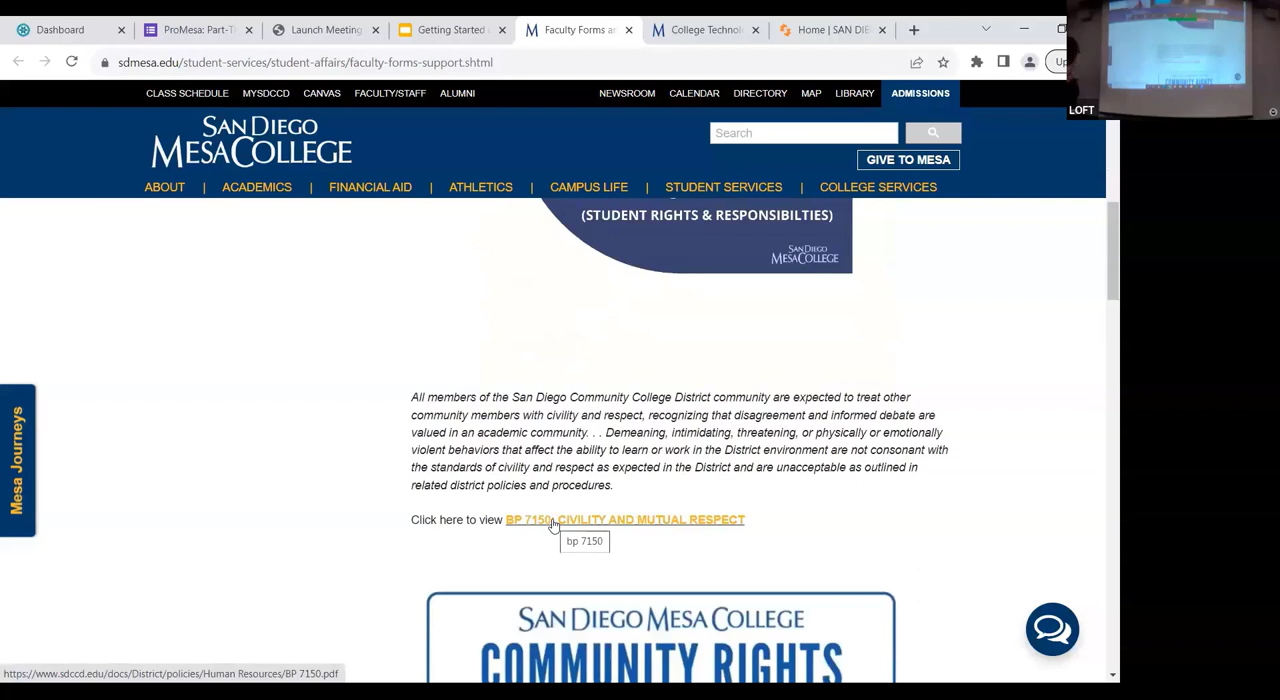 Dashboard
ProMesa: Part-T
Launch Meeting
Getting Started
Faculty Forms a
College Technol
Home | SAN DIE
sdmesa.edu/student-services/student-affairs/faculty-forms-support.shtml
Up
CLASS SCHEDULE MYSDCCD CANVAS FACULTY/STAFF ALUMNI NEWSROOM CALENDAR DIRECTORY MAP LIBRARY ADMISSIONS
LOFT
COMMUNITY RIGHTS
SAN DIEGO
MESACOLLEGE
Search
GIVE TO MESA
ABOUT | ACADEMICS | FINANCIAL AID | ATHLETICS | CAMPUS LIFE | STUDENT SERVICES | COLLEGE SERVICES
(STUDENT RIGHTS & RESPONSIBILTIES)
SAN DIEGO
MESACOLLEGE
All members of the San Diego Community College District community are expected to treat other
community members with civility and respect, recognizing that disagreement and informed debate are
valued in an academic community. . . Demeaning, intimidating, threatening, or physically or emotionally
violent behaviors that affect the ability to learn or work in the District environment are not consonant with
the standards of civility and respect as expected in the District and are unacceptable as outlined in
related district policies and procedures.
Click here to view BP 7150: CIVILITY AND MUTUAL RESPECT
bp 7150
Mesa Journeys
SAN DIEGO MESA COLLEGE
COMMUNITY RIGHTS
https://www.sdccd.edu/docs/District/policies/Human Resources/BP 7150.pdf